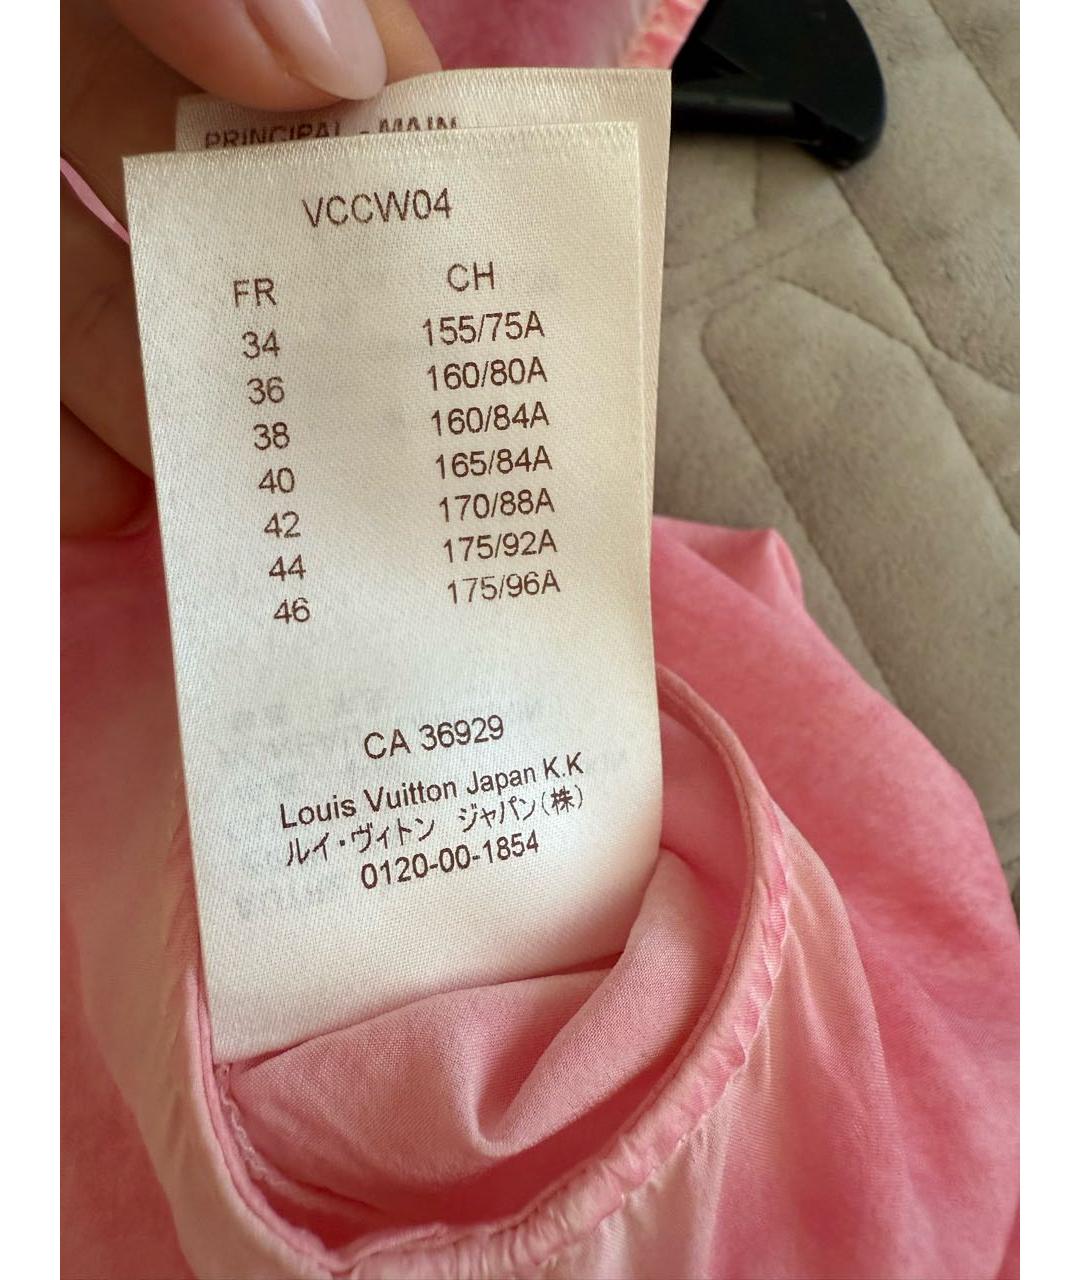 PRINCIPAL - MAIN
VCCW04
FR CH
34 155/75A
36 160/80A
38 160/84A
40 165/84A
42 170/88A
44 175/92A
46 175/96A
CA 36929
Louis Vuitton Japan K.K
ルイ・ヴィトン ジャパン(株)
0120-00-1854